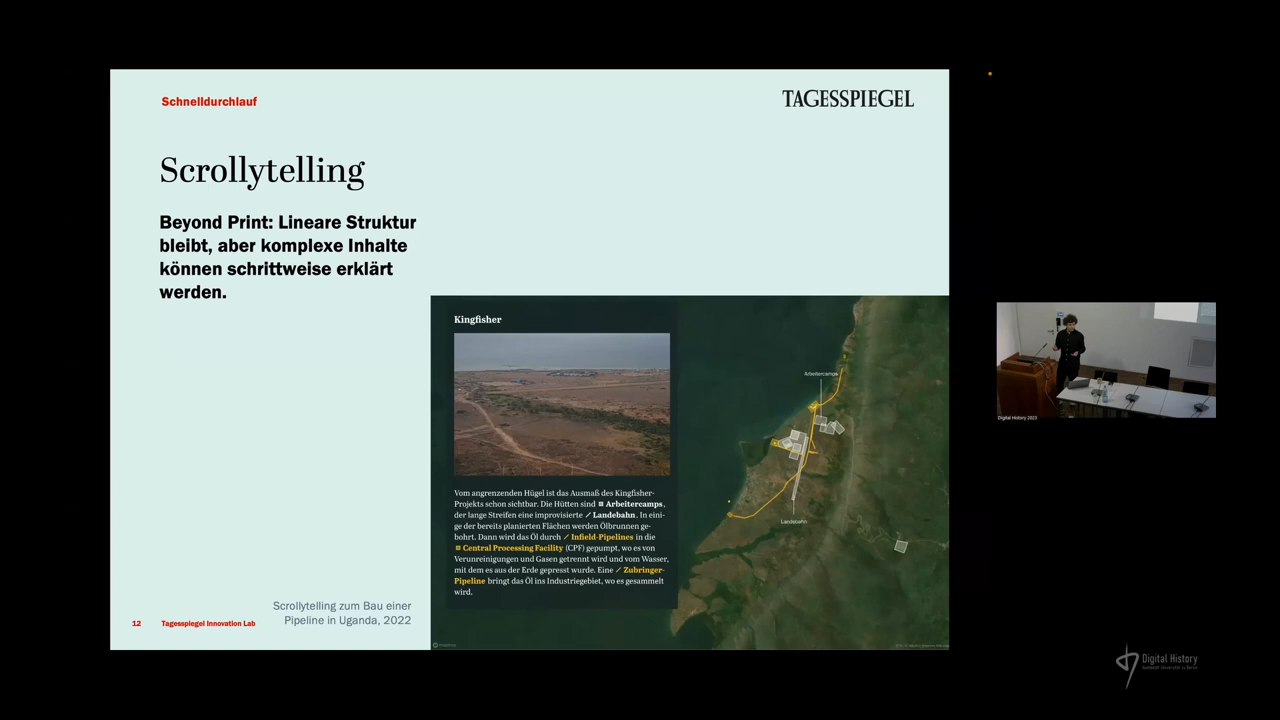 Schnelldurchlauf
TAGESSPIEGEL
Scrollytelling
Beyond Print: Lineare Struktur
bleibt, aber komplexe Inhalte
können schrittweise erklärt
werden.
Kingfisher
Vom angrenzenden Hügel ist das Ausmaß des Kingfisher-
Projekts schon sichtbar. Die Hütten sind Arbeitercamps,
der lange Streifen eine improvisierte Landebahn. In eini-
ge der bereits planierten Flächen werden Ölbrunnen ge-
bohrt. Dann wird das Öl durch Infield-Pipelines in die
Central Processing Facility (CPF) gepumpt, wo es von
Verunreinigungen und Gasen getrennt wird und vom Wasser,
mit dem es aus der Erde gepresst wurde. Eine Zubringer-
Pipeline bringt das Öl ins Industriegebiet, wo es gesammelt
wird.
Arbeitercamps
Landebahn
Scrollytelling zum Bau einer
Pipeline in Uganda, 2022
12 Tagesspiegel Innovation Lab
Digital History 2023
Digital History